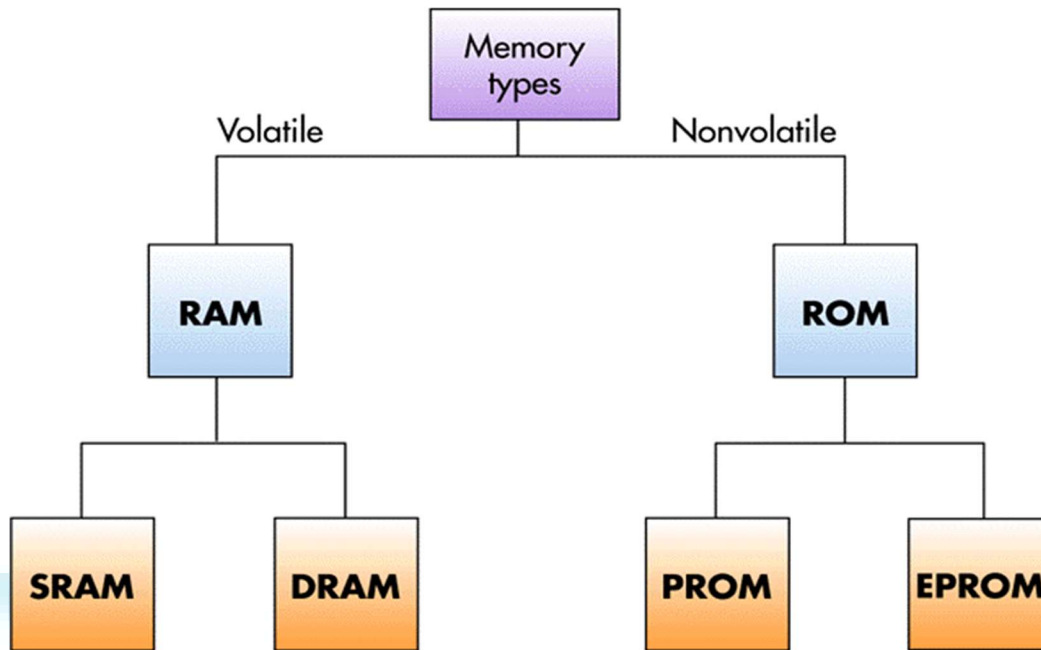 Memory
types
Volatile
Nonvolatile
RAM
ROM
SRAM
DRAM
PROM
EPROM